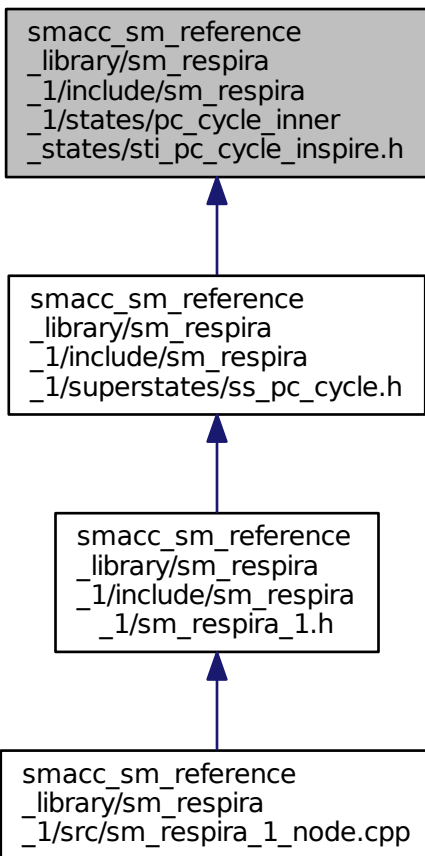 smacc_sm_reference
_library/sm_respira
_1/include/sm_respira
_1/states/pc_cycle_inner
_states/sti_pc_cycle_inspire.h
smacc_sm_reference
_library/sm_respira
_1/include/sm_respira
_1/superstates/ss_pc_cycle.h
smacc_sm_reference
_library/sm_respira
_1/include/sm_respira
_1/sm_respira_1.h
smacc_sm_reference
_library/sm_respira
_1/src/sm_respira_1_node.cpp